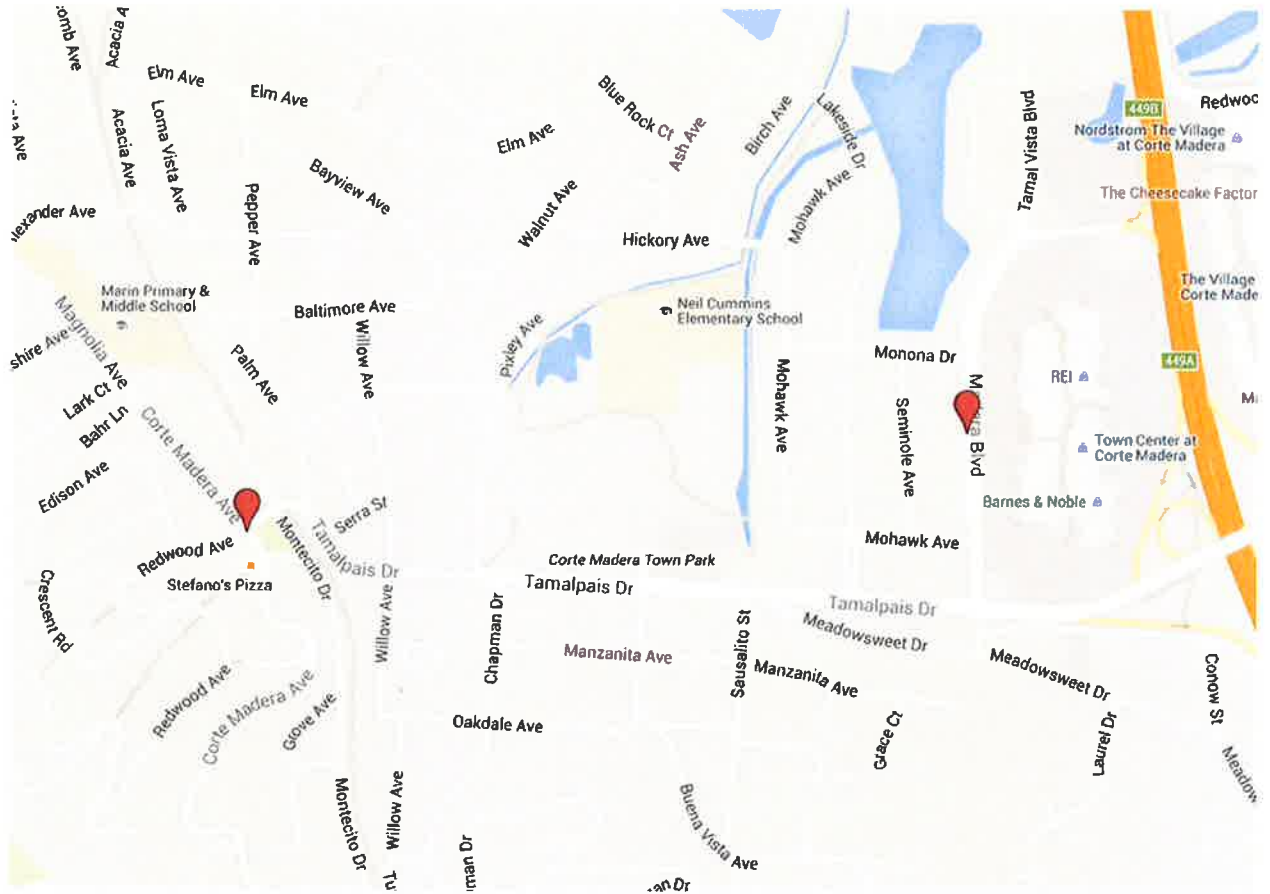 Acacia A
Elm Ave
Elm Ave
Acacia Ave
Loma Vista Ave
Bayview Ave
Pepper Ave
Elm Ave
Blue Rock Ct
Ash Ave
Birch Ave
Lakeside Dr
Walnut Ave
Hickory Ave
Mohawk Ave
Tamal Vista Blvd
449B
Redwoo
Nordstrom The Village
at Corte Madera
The Cheesecake Factor
The Village
Corte Made
Marin Primary &
Middle School
Magnolia Ave
Baltimore Ave
Willow Ave
Palm Ave
Lark Ct
Bahr Ln
Corte Madera Ave
Edison Ave
Pixley Ave
Neil Cummins
Elementary School
Mohawk Ave
Monona Dr
Seminole Ave
Blvd
REI
449A
Town Center at
Corte Madera
Barnes & Noble
Mohawk Ave
Redwood Ave
Stefano's Pizza
Crescent Rd
Montecito Dr
Tamalpais Dr
Serra St
Willow Ave
Corte Madera Town Park
Tamalpais Dr
Tamalpais Dr
Chapman Dr
Manzanita Ave
Sausalito St
Meadowsweet Dr
Manzanita Ave
Meadowsweet Dr
Conow St
Redwood Ave
Corte Madera Ave
Glove Ave
Oakdale Ave
Grace Ct
Laurel Dr
Meadow
Montecito Dr
Willow Ave
Buena Vista Ave